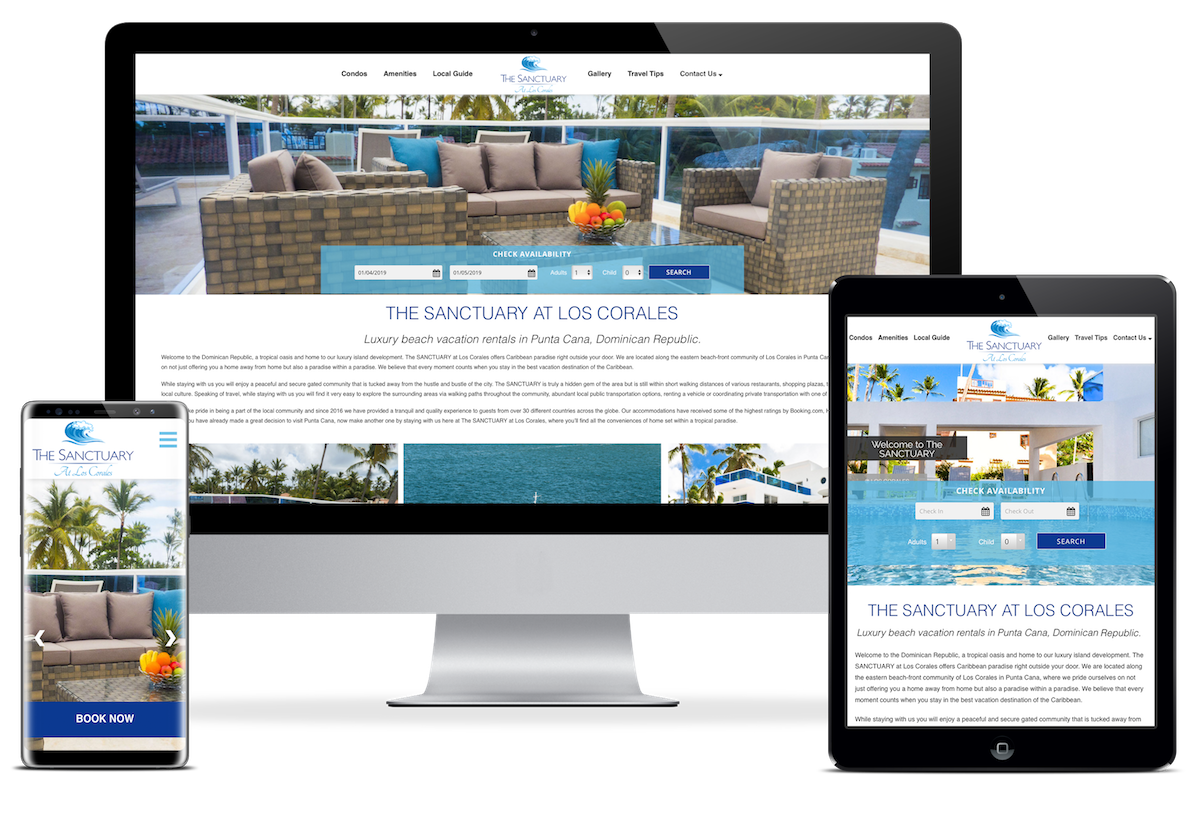 Condos Amenities Local Guide
THE SANCTUARY
At Los Corales
Gallery Travel Tips Contact Us
CHECK AVAILABILITY
01/04/2019 01/05/2019 Adults 1 Child 0 SEARCH
THE SANCTUARY AT LOS CORALES
Luxury beach vacation rentals in Punta Cana, Dominican Republic.
Welcome to the Dominican Republic, a tropical oasis and home to our luxury island development. The SANCTUARY at Los Corales offers Caribbean paradise right outside your door. We are located along the eastern beach-front community of Los Corales in Punta
on not just offering you a home away from home but also a paradise within a paradise. We believe that every moment counts when you stay in the best vacation destination of the Caribbean.
While staying with us you will enjoy a peaceful and secure gated community that is tucked away from the hustle and bustle of the city. The SANCTUARY is truly a hidden gem of the area but is still within short walking distances of various restaurants, shopping plazas,
local culture. Speaking of travel, while staying with us you will find it very easy to explore the surrounding areas via walking paths throughout the community, abundant local public transportation options, renting a vehicle or coordinating private transportation with one of
ke pride in being a part of the local community and since 2016 we have provided a tranquil and quality experience to guests from over 30 different countries across the globe. Our accommodations have received some of the highest ratings by Booking.com,
ou have already made a great decision to visit Punta Cana, now make another one by staying with us here at The SANCTUARY at Los Corales, where you'll find all the conveniences of home set within a tropical paradise.
THE SANCTUARY
At Los Corales
BOOK NOW
Condos Amenities Local Guide
THE SANCTUARY
At Los Corales
Gallery Travel Tips Contact Us
Welcome to The
SANCTUARY
LOS CORALES
CHECK AVAILABILITY
Check In Check Out
Adults 1 Child 0 SEARCH
THE SANCTUARY AT LOS CORALES
Luxury beach vacation rentals in Punta Cana, Dominican Republic.
Welcome to the Dominican Republic, a tropical oasis and home to our luxury island development. The
SANCTUARY at Los Corales offers Caribbean paradise right outside your door. We are located along
the eastern beach-front community of Los Corales in Punta Cana, where we pride ourselves on not
just offering you a home away from home but also a paradise within a paradise. We believe that every
moment counts when you stay in the best vacation destination of the Caribbean.
While staying with us you will enjoy a peaceful and secure gated community that is tucked away from